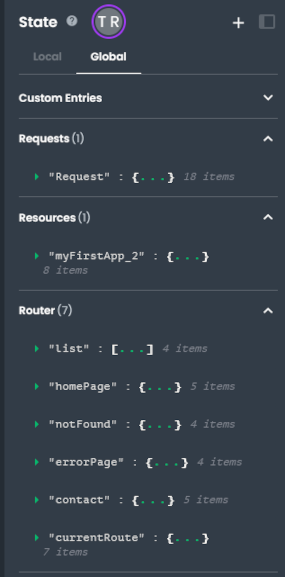 State ? TR +
Local Global
Custom Entries
Requests (1)
"Request" : {...} 18 items
Resources (1)
"myFirstApp_2" : {...}
8 items
Router (7)
"list" : [...] 4 items
"homePage" : {...} 5 items
"notFound" : {...} 4 items
"errorPage" : {...} 4 items
"contact" : {...} 5 items
"currentRoute" : {...}
7 items